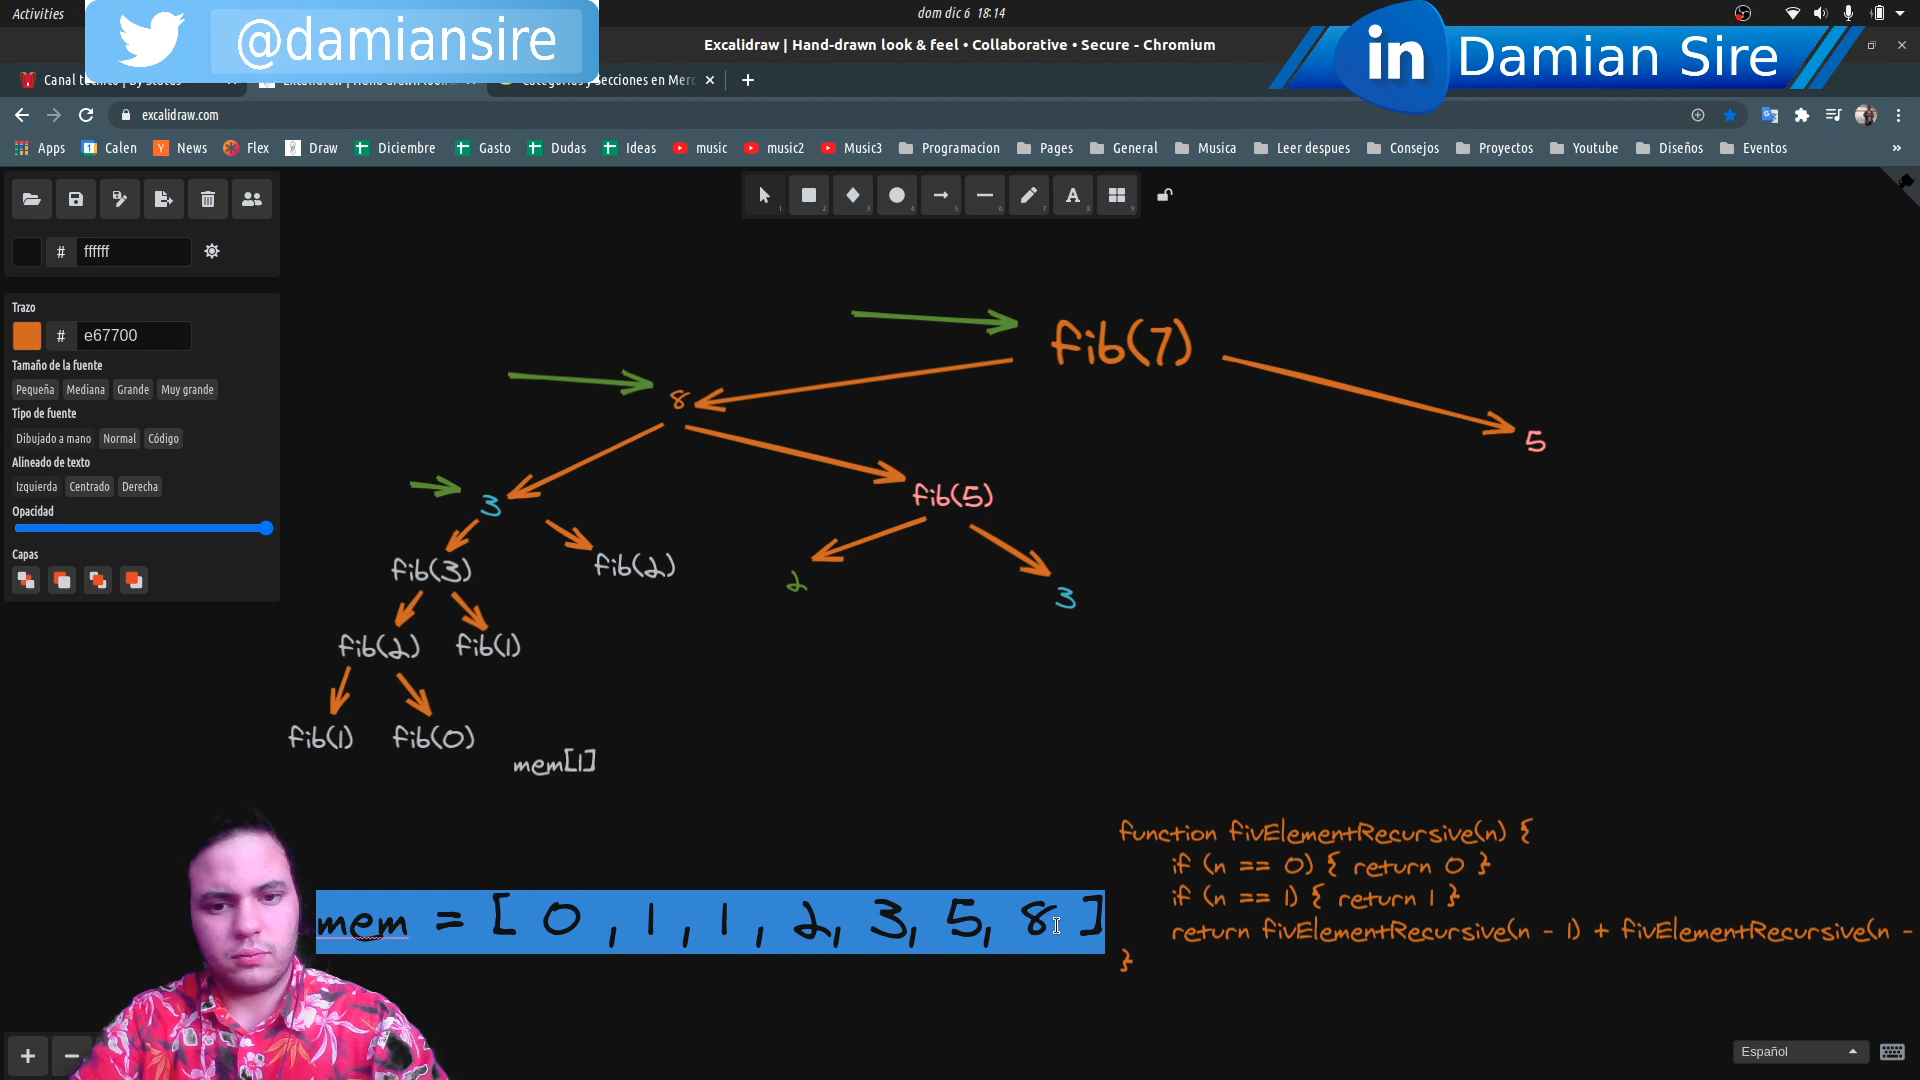 Activities
dom dic 6 18:14
@damiansire
in Damian Sire
Excalidraw | Hand-drawn look & feel • Collaborative • Secure - Chromium
excalidraw.com
Apps
Calen
News
Flex
Draw
Diciembre
Gasto
Dudas
Ideas
music
music2
Music3
Programacion
Pages
General
Musica
Leer despues
Consejos
Proyectos
Youtube
Diseños
Eventos
»
# ffffff
Trazo
# e67700
Tamaño de la fuente
Pequeña Mediana Grande Muy grande
Tipo de fuente
Dibujado a mano Normal Código
Alineado de texto
Izquierda Centrado Derecha
Opacidad
Capas
A
fib(7)
8
5
3
fib(5)
fib(3)
fib(2)
2
3
fib(2)
fib(1)
fib(1)
fib(0)
mem[1]
mem = [ 0 , 1 , 1 , 2, 3, 5, 8 ]
function fivElementRecursive(n) {
if (n == 0) { return 0 }
if (n == 1) { return 1 }
return fivElementRecursive(n - 1) + fivElementRecursive(n -
}
Español